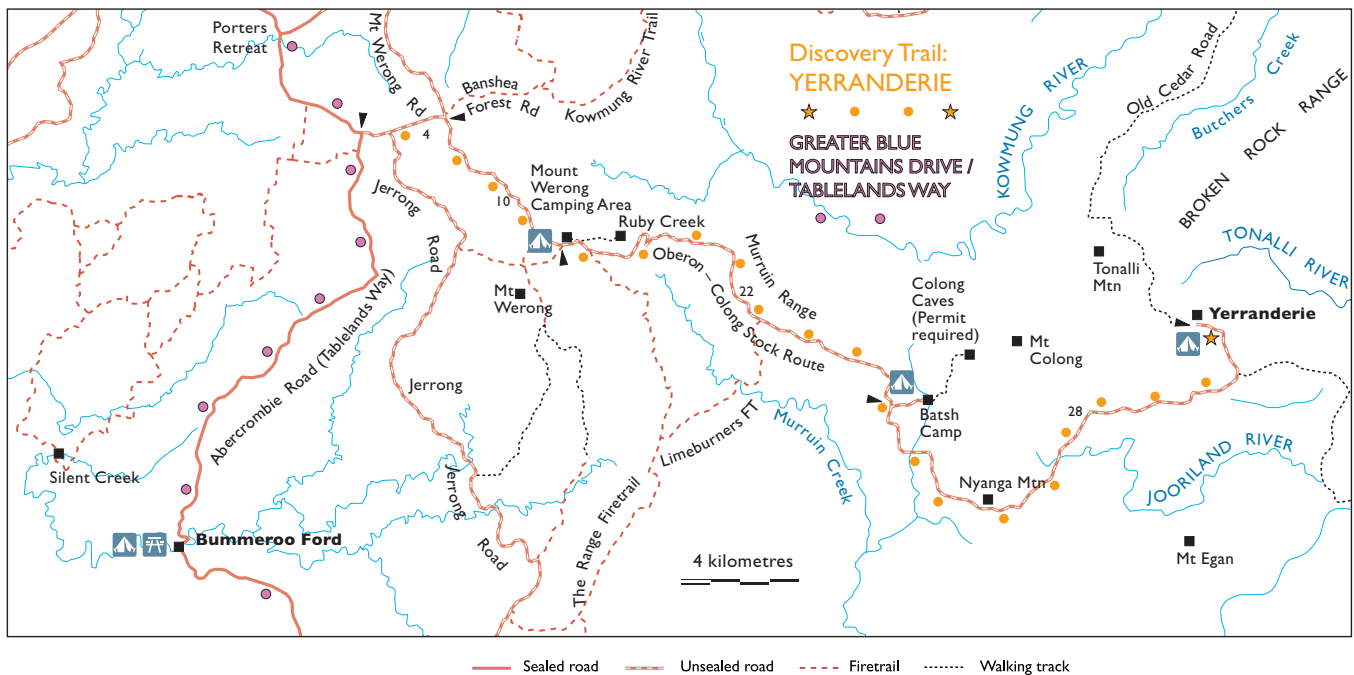 Porters
Retreat
Mt Werong Rd
Banshea
Forest Rd
Kowmung River Trail
4
Discovery Trail:
YERRANDERIE
GREATER BLUE
MOUNTAINS DRIVE /
TABLELANDS WAY
KOWMUNG RIVER
Old Cedar Road
Butchers Creek
BROKEN ROCK RANGE
TONALLI RIVER
Jerrong
Road
10
Mount
Werong
Camping Area
Ruby Creek
Mt
Werong
Oberon – Colong Stock Route
Murruin Range
22
Colong
Caves
(Permit
required)
Mt
Colong
Tonalli
Mtn
Yerranderie
Abercrombie Road (Tablelands Way)
Jerrong
Batsh
Camp
28
Limeburners FT
Murruin Creek
Silent Creek
Jerrong
Road
Nyanga Mtn
JOORILAND RIVER
Bummeroo Ford
The Range Firetrail
4 kilometres
Mt Egan
Sealed road
Unsealed road
Firetrail
Walking track